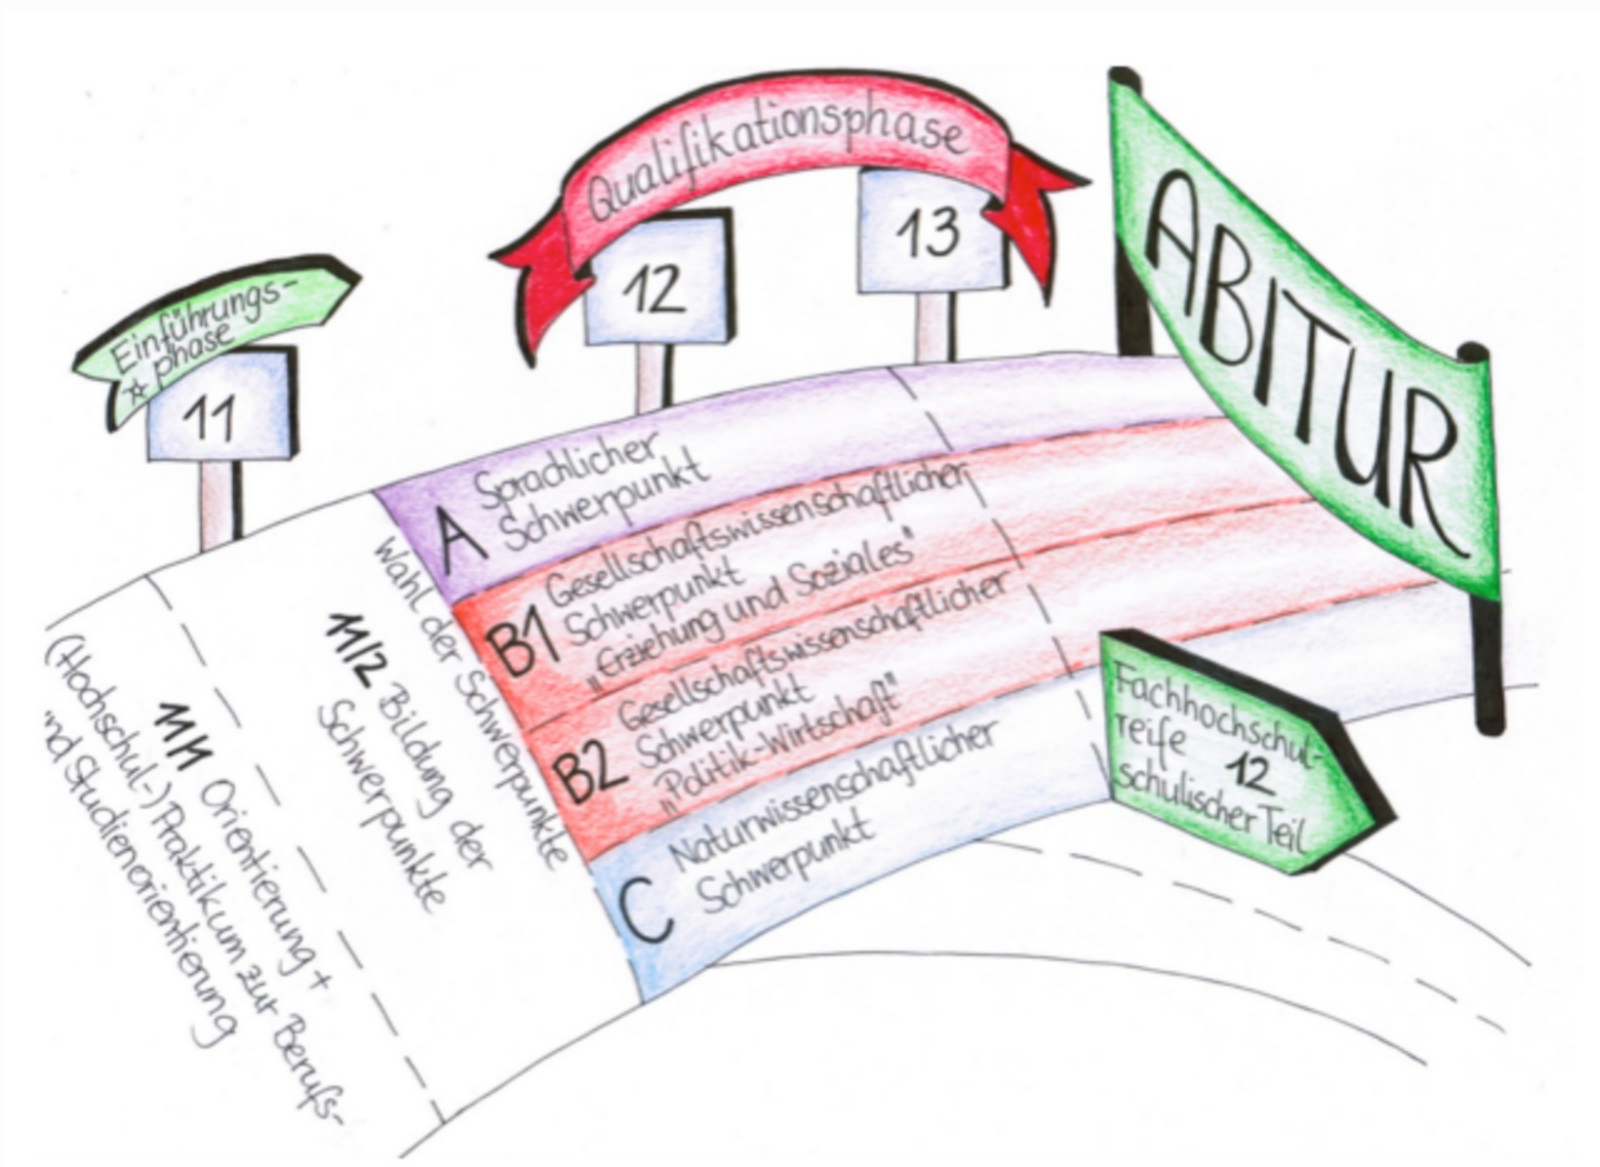 Einführungs-
phase
11
Qualifikationsphase
12
13
ABITUR
11/1 Orientierung +
(Hochschul-) Praktikum zur Berufs-
und Studienorientierung
11/2 Bildung der
Schwerpunkte
Wahl der Schwerpunkte
A Sprachlicher
Schwerpunkt
B1 Gesellschaftswissenschaftlicher
Schwerpunkt
„Erziehung und Soziales"
B2 Gesellschaftswissenschaftlicher
Schwerpunkt
„Politik-Wirtschaft"
C Naturwissenschaftlicher
Schwerpunkt
Fachhochschul-
reife 12
schulischer Teil